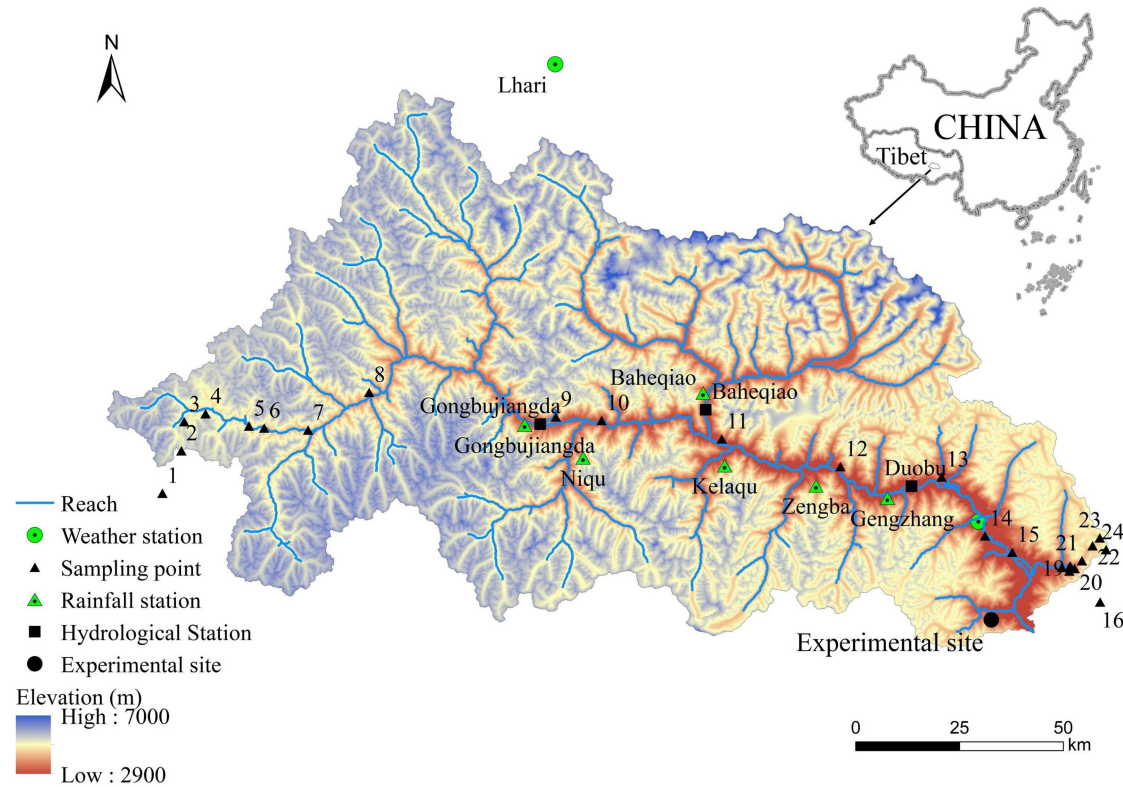 N
Lhari
CHINA
Tibet
Baheqiao
Baheqiao
8
3
4
5
6
7
2
1
Gongbujiangda
9
10
Gongbujiangda
Niqu
11
Kelaqu
12
Zengba
Duobu
13
Gengzhang
14
15
23
24
21
22
19
20
16
Experimental site
Reach
Weather station
Sampling point
Rainfall station
Hydrological Station
Experimental site
Elevation (m)
High : 7000
Low : 2900
0 25 50
km